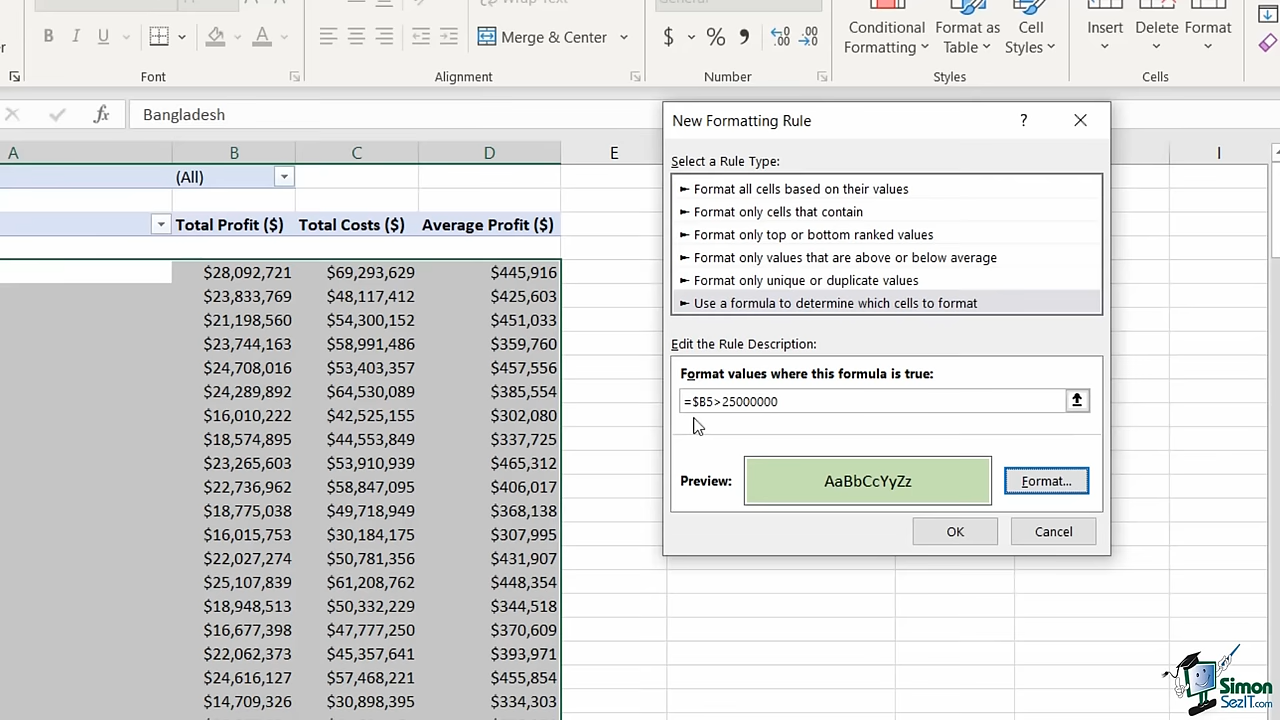 Wrap Text
General
B I U
A
Merge & Center
$ % ,
Conditional Formatting
Format as Table
Cell Styles
Insert
Delete
Format
Font
Alignment
Number
Styles
Cells
fx
Bangladesh
A B C D E I
(All)
Total Profit ($) Total Costs ($) Average Profit ($)
$28,092,721 $69,293,629 $445,916
$23,833,769 $48,117,412 $425,603
$21,198,560 $54,300,152 $451,033
$23,744,163 $58,991,486 $359,760
$24,708,016 $53,403,357 $457,556
$24,289,892 $64,530,089 $385,554
$16,010,222 $42,525,155 $302,080
$18,574,895 $44,553,849 $337,725
$23,265,603 $53,910,939 $465,312
$22,736,962 $58,847,095 $406,017
$18,775,038 $49,718,949 $368,138
$16,015,753 $30,184,175 $307,995
$22,027,274 $50,781,356 $431,907
$25,107,839 $61,208,762 $448,354
$18,948,513 $50,332,229 $344,518
$16,677,398 $47,777,250 $370,609
$22,062,373 $45,357,641 $393,971
$24,616,127 $57,468,221 $455,854
$14,709,326 $30,898,395 $334,303
New Formatting Rule
?
Select a Rule Type:
► Format all cells based on their values
► Format only cells that contain
► Format only top or bottom ranked values
► Format only values that are above or below average
► Format only unique or duplicate values
► Use a formula to determine which cells to format
Edit the Rule Description:
Format values where this formula is true:
=$B5>25000000
Preview:
AaBbCcYyZz
Format...
OK
Cancel
Simon
SezIT.com